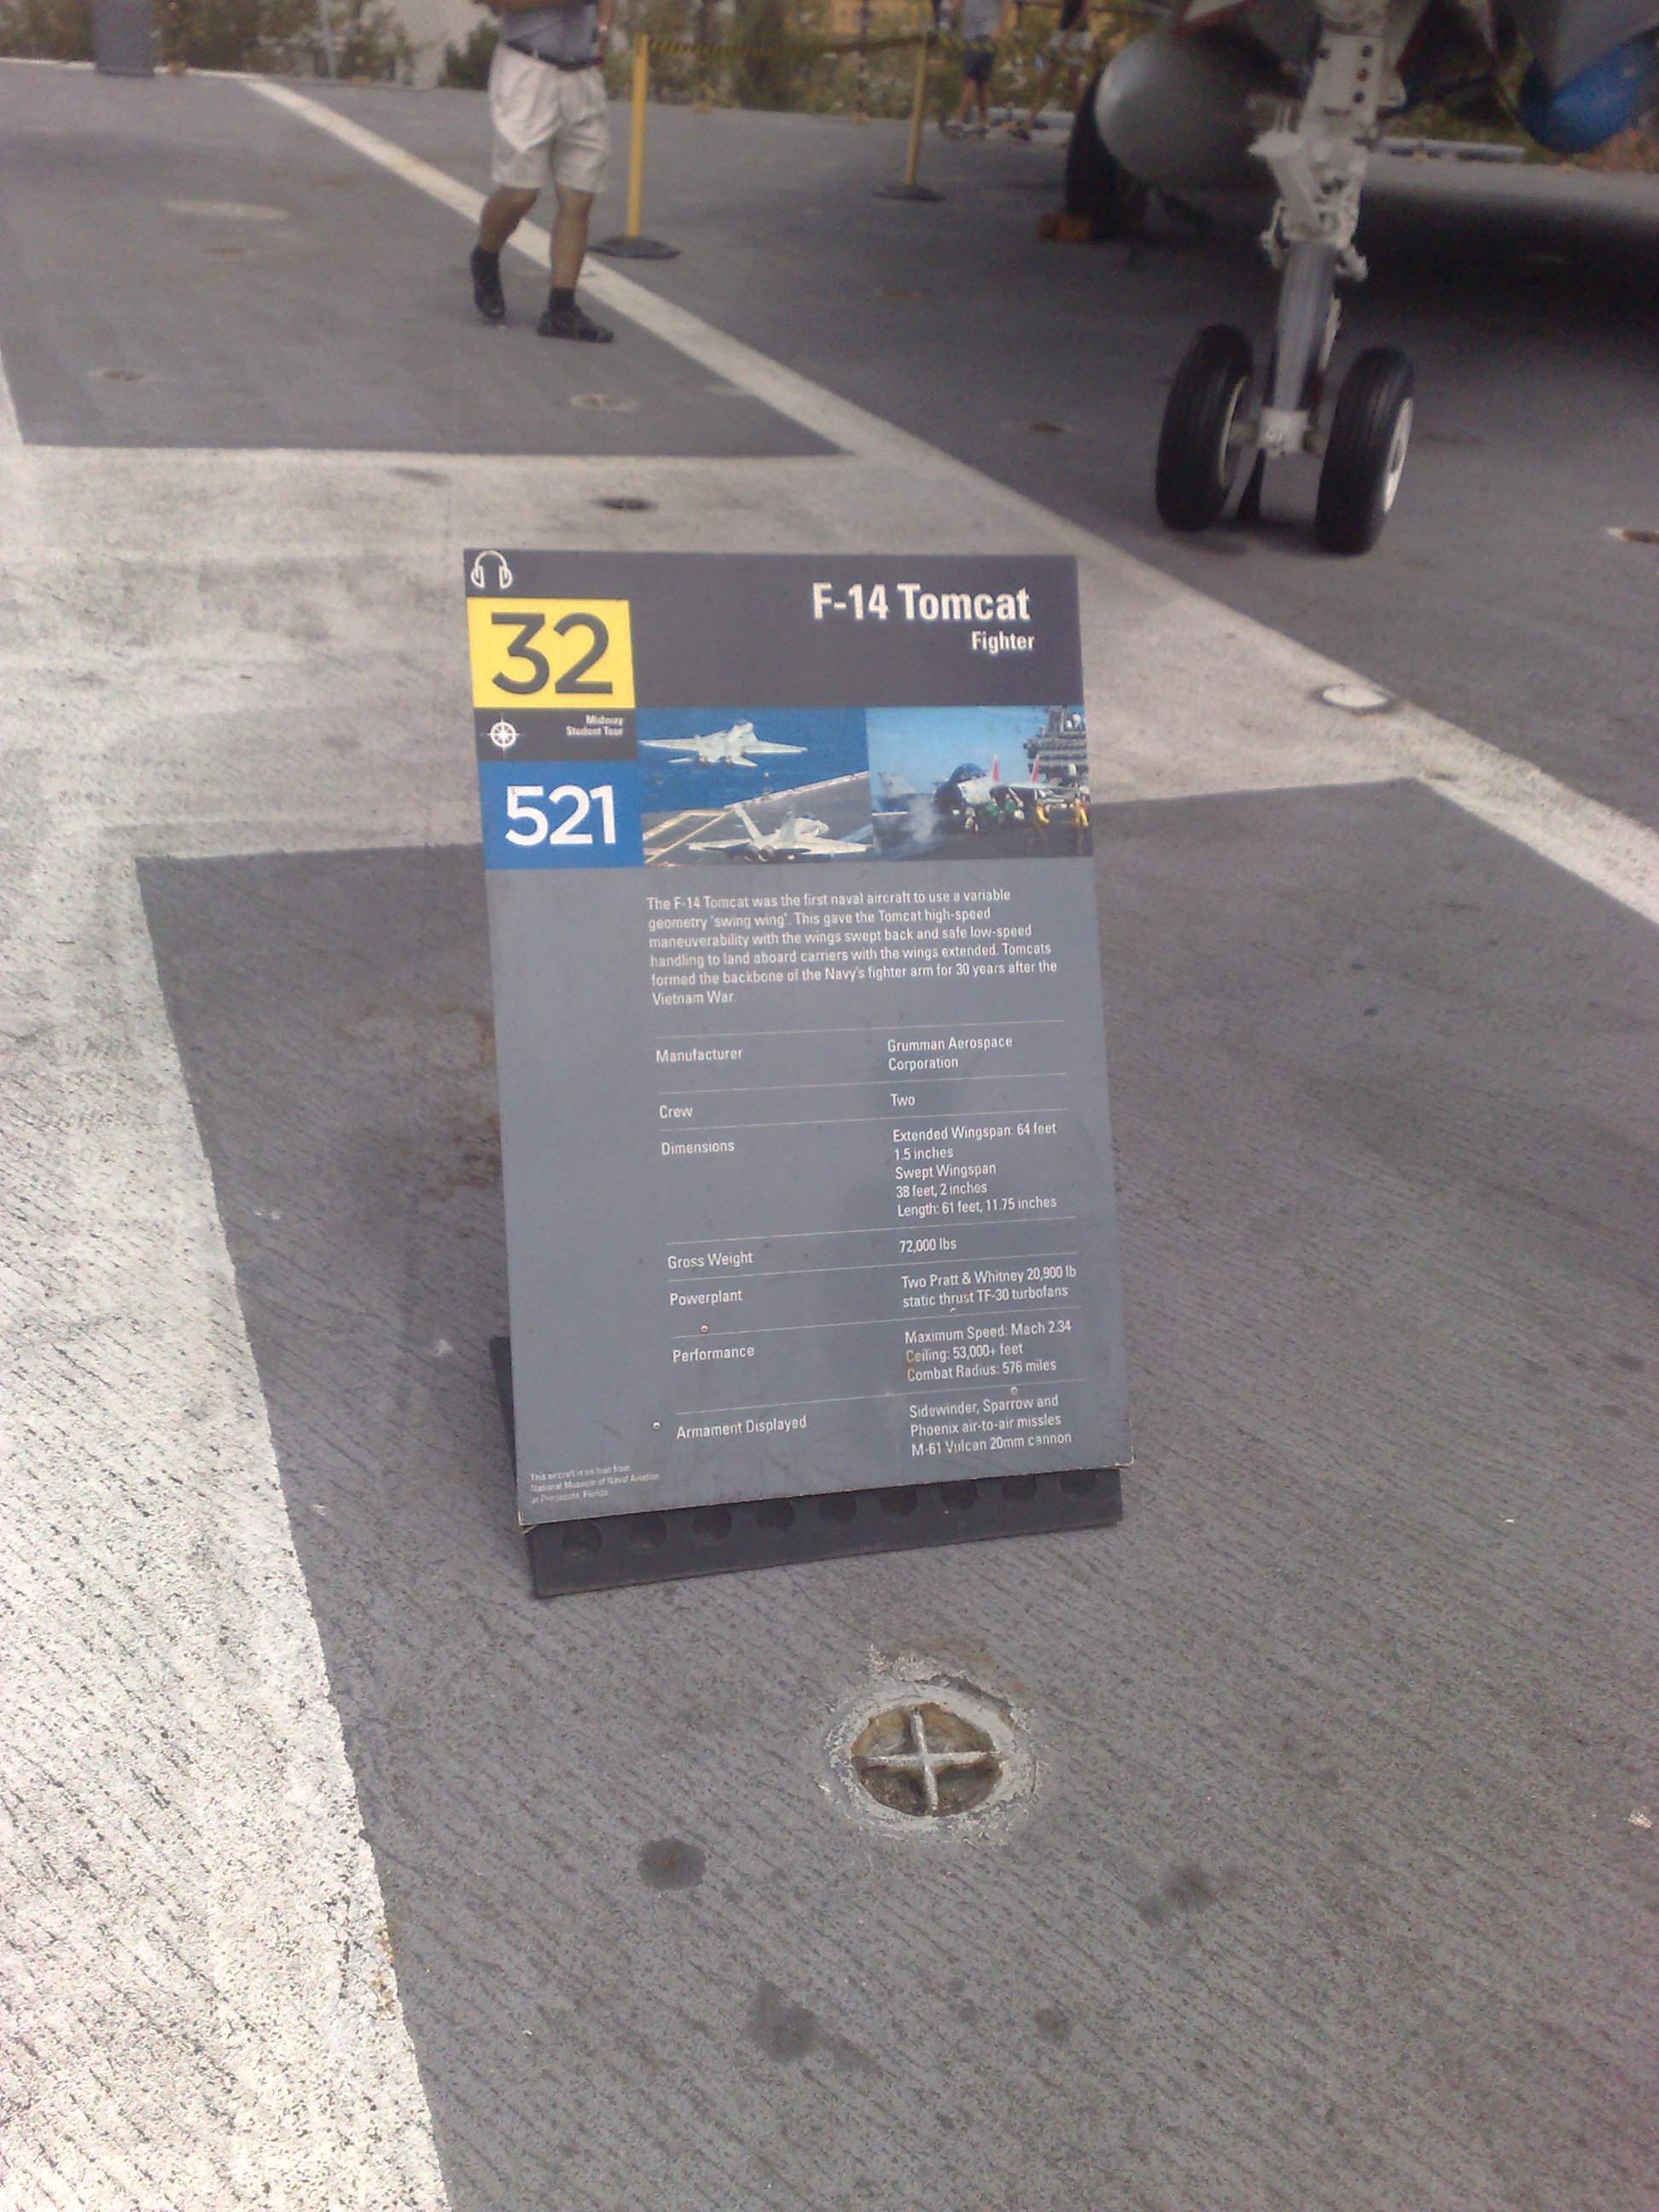 32
F-14 Tomcat
Fighter
Midway
Student Tour
521
The F-14 Tomcat was the first naval aircraft to use a variable
geometry 'swing wing'. This gave the Tomcat high-speed
maneuverability with the wings swept back and safe low-speed
handling to land aboard carriers with the wings extended. Tomcats
formed the backbone of the Navy's fighter arm for 30 years after the
Vietnam War.
Manufacturer
Grumman Aerospace
Corporation
Crew
Two
Dimensions
Extended Wingspan: 64 feet
1.5 inches
Swept Wingspan
38 feet, 2 inches
Length: 61 feet, 11.75 inches
Gross Weight
72,000 lbs
Powerplant
Two Pratt & Whitney 20,900 lb
static thrust TF-30 turbofans
Performance
Maximum Speed: Mach 2.34
Ceiling: 53,000+ feet
Combat Radius: 576 miles
Armament Displayed
Sidewinder, Sparrow and
Phoenix air-to-air missles
M-61 Vulcan 20mm cannon
This aircraft is on loan from
National Museum of Naval Aviation
at Pensacola, Florida.